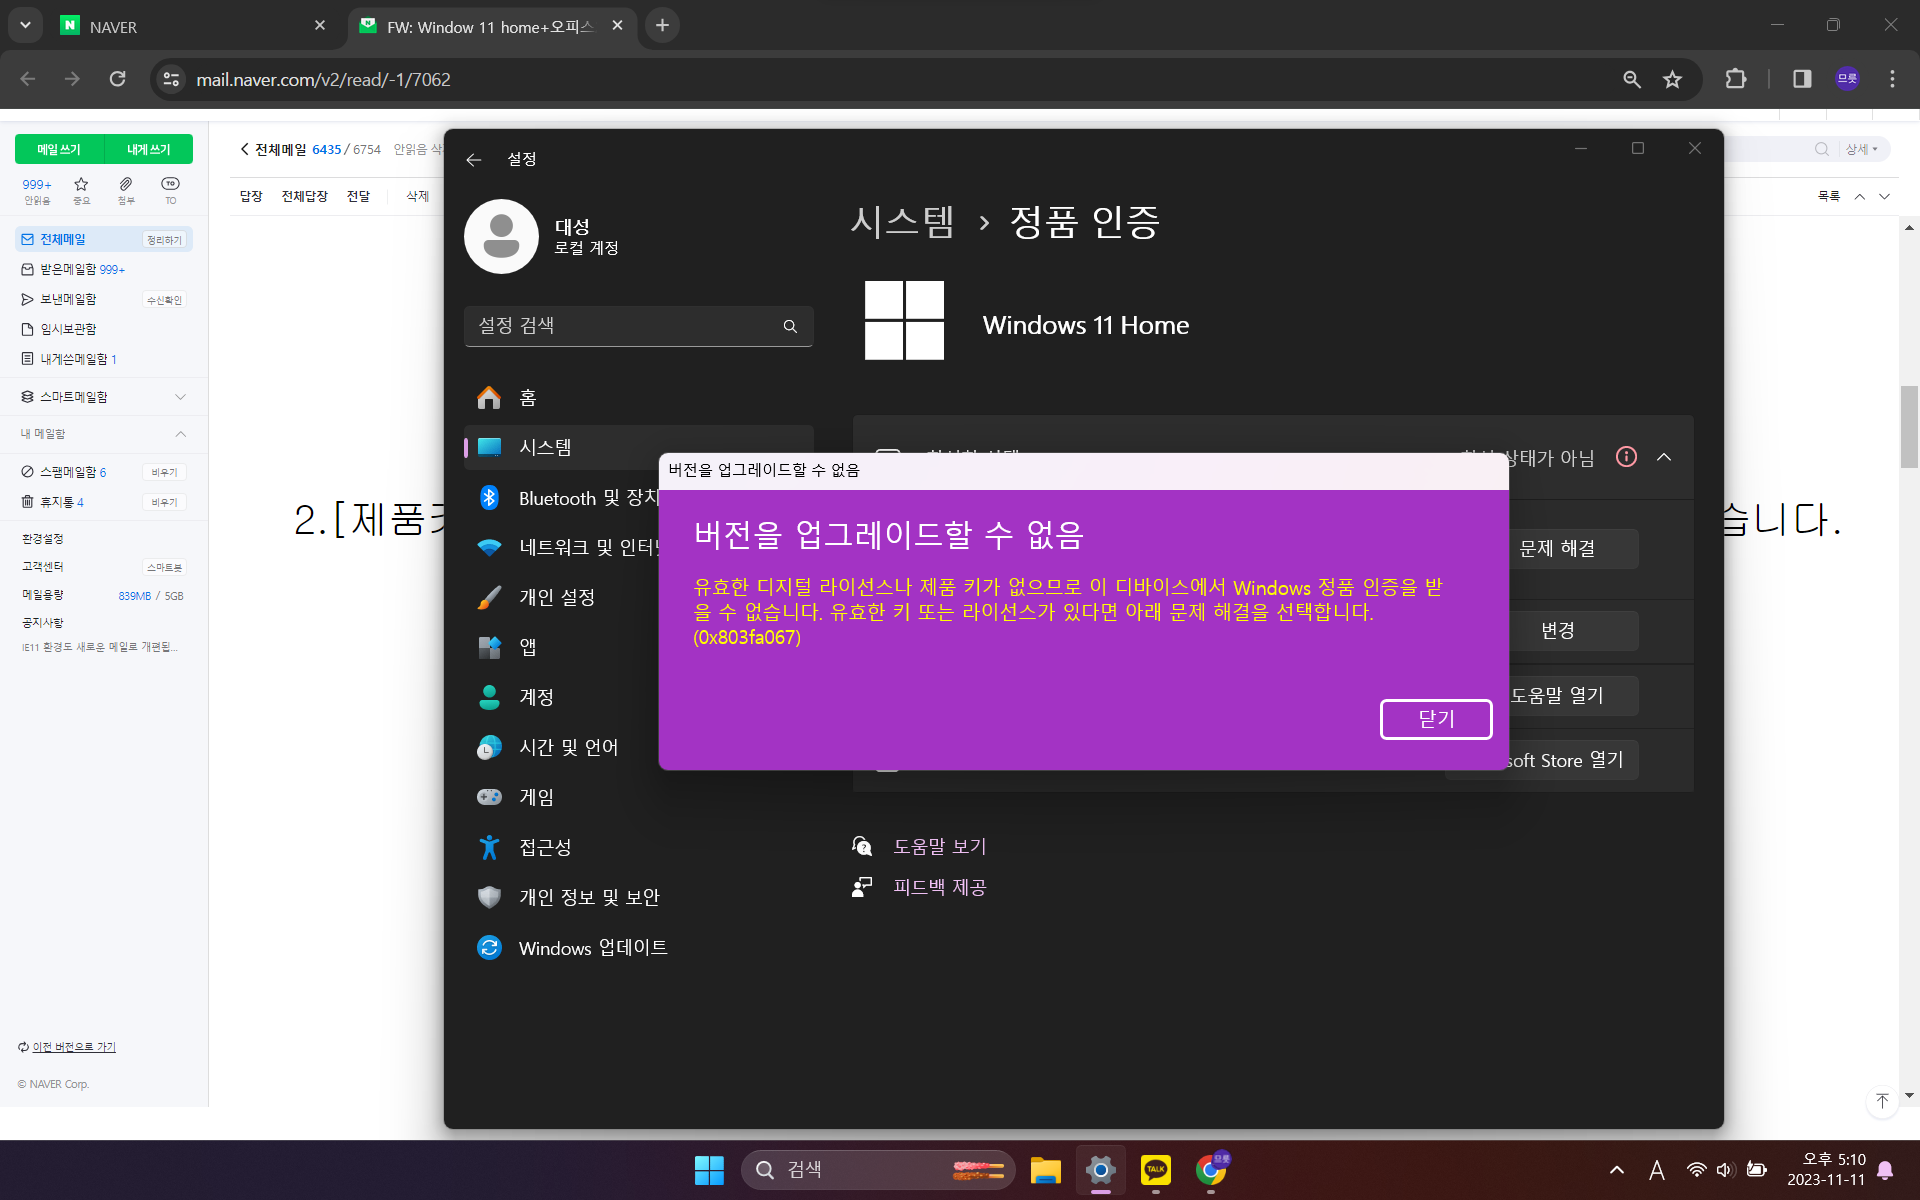 NAVER
FW: Window 11 home+오피스
mail.naver.com/v2/read/-1/7062
므롯
메일 쓰기
내게 쓰기
999+
안읽음
중요
첨부
TO
TO
전체메일
정리하기
받은메일함 999+
보낸메일함
수신확인
임시보관함
내게쓴메일함 1
스마트메일함
내 메일함
스팸메일함 6
비우기
휴지통 4
비우기
환경설정
고객센터
스마트봇
메일용량
839MB / 5GB
공지사항
IE11 환경도 새로운 메일로 개편됩...
이전 버전으로 가기
© NAVER Corp.
전체메일 6435 / 6754 안읽음
답장 전체답장 전달 삭제
상세
목록
2.[제품
습니다.
설정
대성
로컬 계정
설정 검색
홈
시스템
Bluetooth 및 장치
네트워크 및 인터넷
개인 설정
앱
계정
시간 및 언어
게임
접근성
개인 정보 및 보안
Windows 업데이트
시스템 › 정품 인증
Windows 11 Home
상태가 아님
문제 해결
변경
도움말 열기
soft Store 열기
도움말 보기
피드백 제공
버전을 업그레이드할 수 없음
버전을 업그레이드할 수 없음
유효한 디지털 라이선스나 제품 키가 없으므로 이 디바이스에서 Windows 정품 인증을 받
을 수 없습니다. 유효한 키 또는 라이선스가 있다면 아래 문제 해결을 선택합니다.
(0x803fa067)
닫기
검색
TALK
므롯
A
오후 5:10
2023-11-11